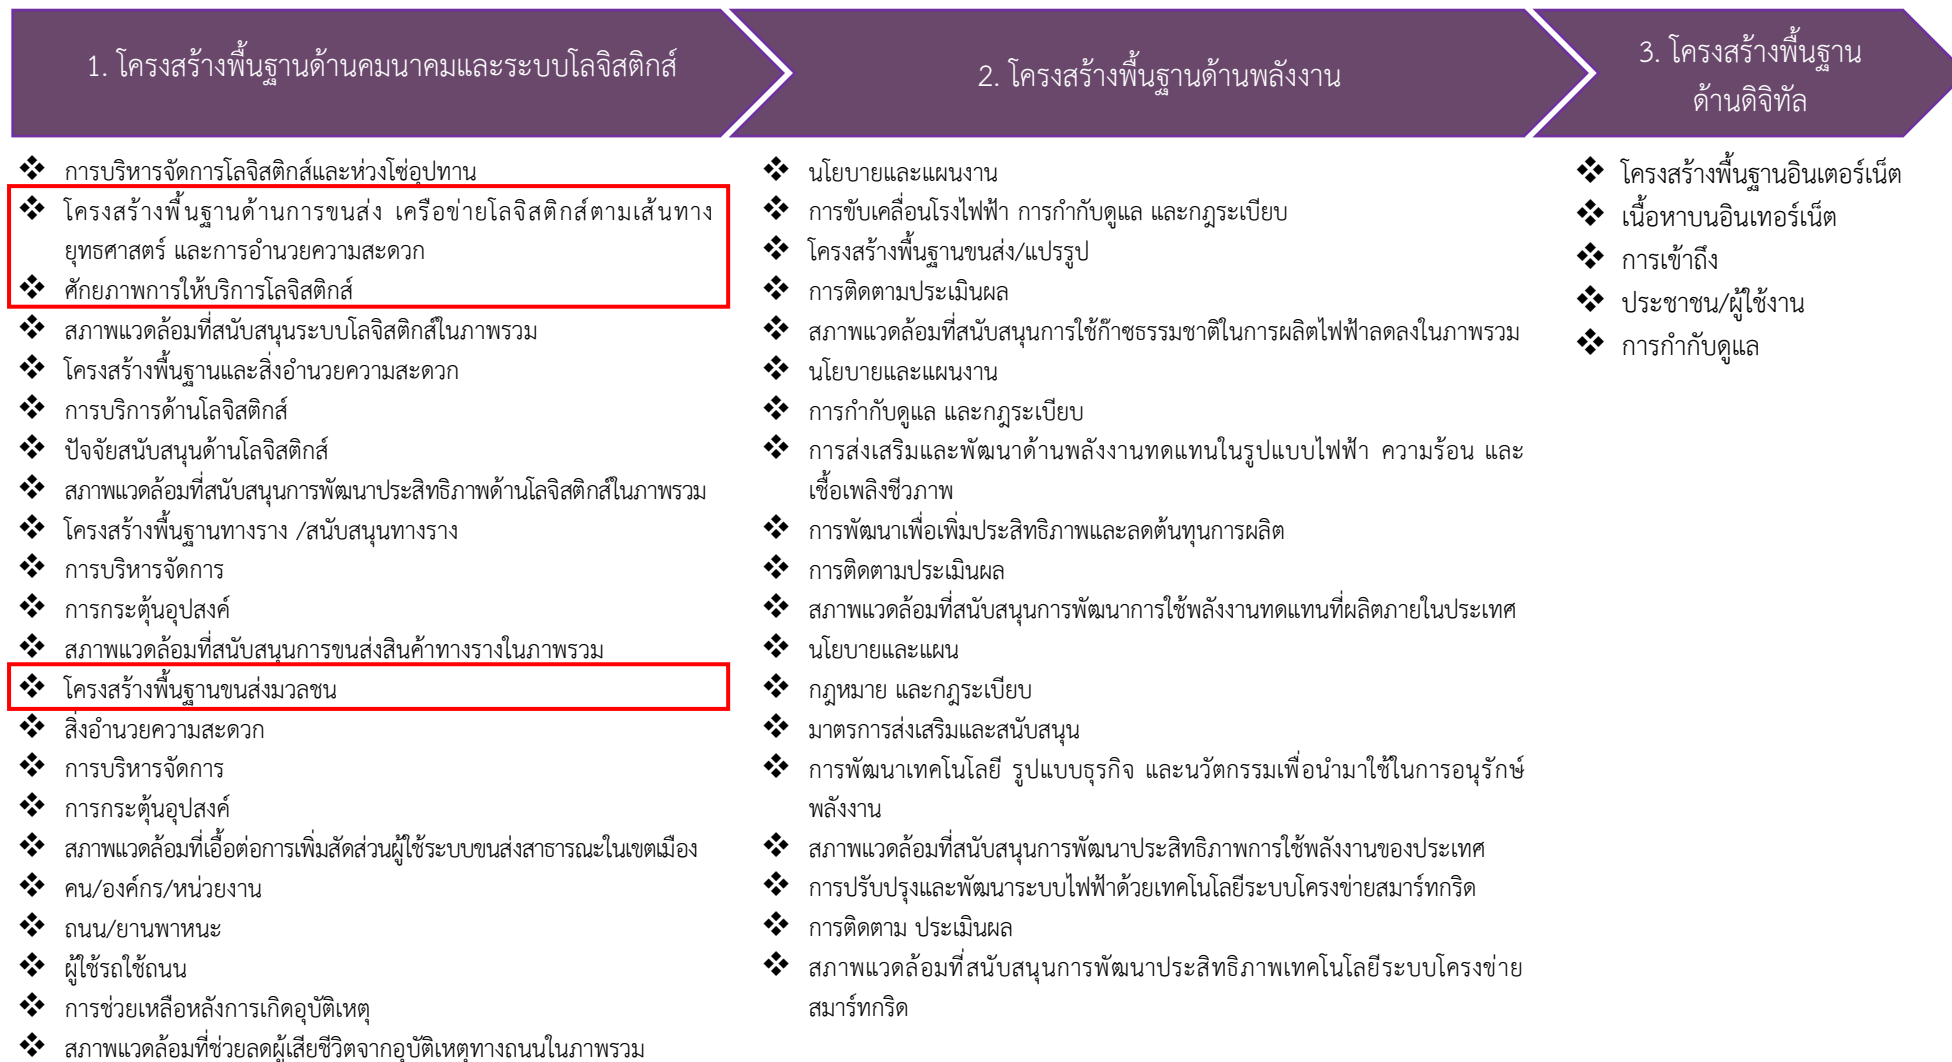 1. โครงสร้างพื้นฐานด้านคมนาคมและระบบโลจิสติกส์
2. โครงสร้างพื้นฐานด้านพลังงาน
3. โครงสร้างพื้นฐาน
ด้านดิจิทัล
❖ การบริหารจัดการโลจิสติกส์และห่วงโซ่อุปทาน
❖ โครงสร้างพื้นฐานด้านการขนส่ง เครือข่ายโลจิสติกส์ตามเส้นทาง
ยุทธศาสตร์ และการอำนวยความสะดวก
❖ ศักยภาพการให้บริการโลจิสติกส์
❖ สภาพแวดล้อมที่สนับสนุนระบบโลจิสติกส์ในภาพรวม
❖ โครงสร้างพื้นฐานและสิ่งอำนวยความสะดวก
❖ การบริการด้านโลจิสติกส์
❖ ปัจจัยสนับสนุนด้านโลจิสติกส์
❖ สภาพแวดล้อมที่สนับสนุนการพัฒนาประสิทธิภาพด้านโลจิสติกส์ในภาพรวม
❖ โครงสร้างพื้นฐานทางราง /สนับสนุนทางราง
❖ การบริหารจัดการ
❖ การกระตุ้นอุปสงค์
❖ สภาพแวดล้อมที่สนับสนุนการขนส่งสินค้าทางรางในภาพรวม
❖ โครงสร้างพื้นฐานขนส่งมวลชน
❖ สิ่งอำนวยความสะดวก
❖ การบริหารจัดการ
❖ การกระตุ้นอุปสงค์
❖ สภาพแวดล้อมที่เอื้อต่อการเพิ่มสัดส่วนผู้ใช้ระบบขนส่งสาธารณะในเขตเมือง
❖ คน/องค์กร/หน่วยงาน
❖ ถนน/ยานพาหนะ
❖ ผู้ใช้รถใช้ถนน
❖ การช่วยเหลือหลังการเกิดอุบัติเหตุ
❖ สภาพแวดล้อมที่ช่วยลดผู้เสียชีวิตจากอุบัติเหตุทางถนนในภาพรวม
❖ นโยบายและแผนงาน
❖ การขับเคลื่อนโรงไฟฟ้า การกำกับดูแล และกฎระเบียบ
❖ โครงสร้างพื้นฐานขนส่ง/แปรรูป
❖ การติดตามประเมินผล
❖ สภาพแวดล้อมที่สนับสนุนการใช้ก๊าซธรรมชาติในการผลิตไฟฟ้าลดลงในภาพรวม
❖ นโยบายและแผนงาน
❖ การกำกับดูแล และกฎระเบียบ
❖ การส่งเสริมและพัฒนาด้านพลังงานทดแทนในรูปแบบไฟฟ้า ความร้อน และ
เชื้อเพลิงชีวภาพ
❖ การพัฒนาเพื่อเพิ่มประสิทธิภาพและลดต้นทุนการผลิต
❖ การติดตามประเมินผล
❖ สภาพแวดล้อมที่สนับสนุนการพัฒนาการใช้พลังงานทดแทนที่ผลิตภายในประเทศ
❖ นโยบายและแผน
❖ กฎหมาย และกฎระเบียบ
❖ มาตรการส่งเสริมและสนับสนุน
❖ การพัฒนาเทคโนโลยี รูปแบบธุรกิจ และนวัตกรรมเพื่อนำมาใช้ในการอนุรักษ์
พลังงาน
❖ สภาพแวดล้อมที่สนับสนุนการพัฒนาประสิทธิภาพการใช้พลังงานของประเทศ
❖ การปรับปรุงและพัฒนาระบบไฟฟ้าด้วยเทคโนโลยีระบบโครงข่ายสมาร์ทกริด
❖ การติดตาม ประเมินผล
❖ สภาพแวดล้อมที่สนับสนุนการพัฒนาประสิทธิภาพเทคโนโลยีระบบโครงข่าย
สมาร์ทกริด
❖ โครงสร้างพื้นฐานอินเตอร์เน็ต
❖ เนื้อหาบนอินเทอร์เน็ต
❖ การเข้าถึง
❖ ประชาชน/ผู้ใช้งาน
❖ การกำกับดูแล